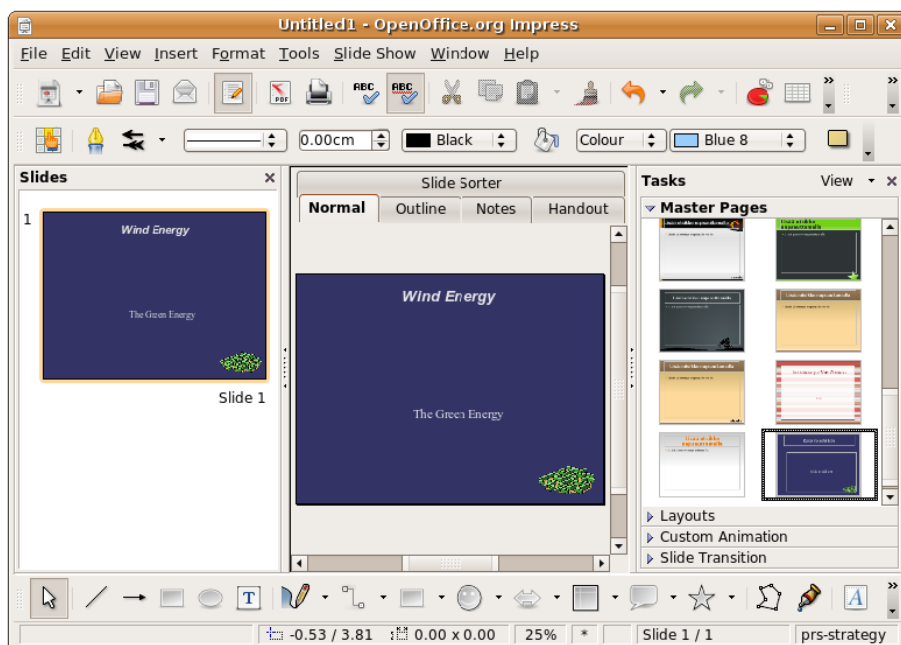 Untitled1 - OpenOffice.org Impress
File Edit View Insert Format Tools Slide Show Window Help
PDF ABC ABC
0.00cm Black Colour Blue 8
Slides
1
Wind Energy
The Green Energy
Slide 1
Slide Sorter
Normal Outline Notes Handout
Wind Energy
The Green Energy
Tasks View
Master Pages
Layouts
Custom Animation
Slide Transition
T A
-0.53 / 3.81 0.00 x 0.00 25% * Slide 1 / 1 prs-strategy